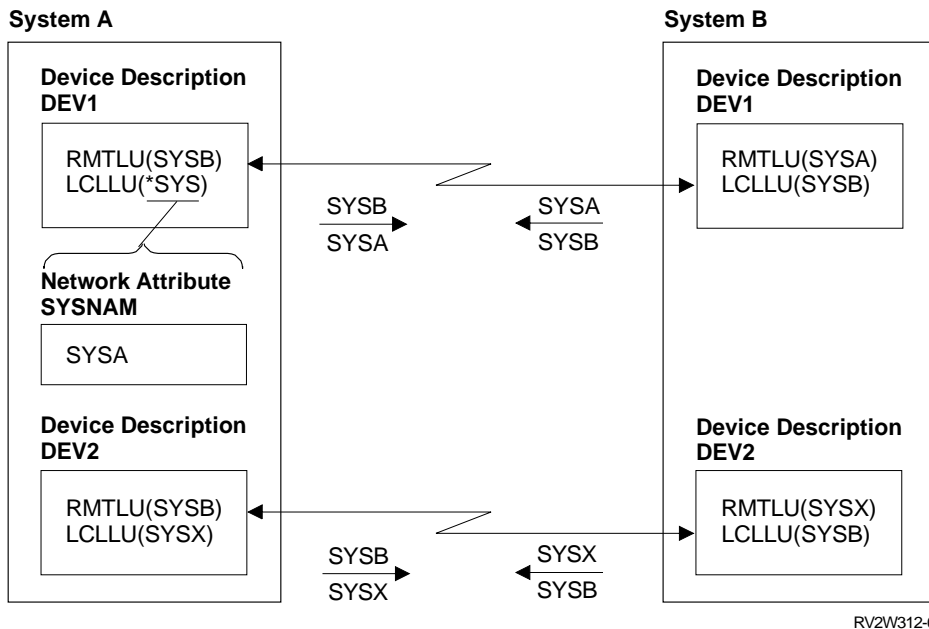 System A
System B
Device Description
DEV1
RMTLU(SYSB)
LCLLU(*SYS)
Network Attribute
SYSNAM
SYSA
Device Description
DEV2
RMTLU(SYSB)
LCLLU(SYSX)
SYSB
SYSA
SYSA
SYSB
SYSB
SYSX
SYSX
SYSB
Device Description
DEV1
RMTLU(SYSA)
LCLLU(SYSB)
Device Description
DEV2
RMTLU(SYSX)
LCLLU(SYSB)